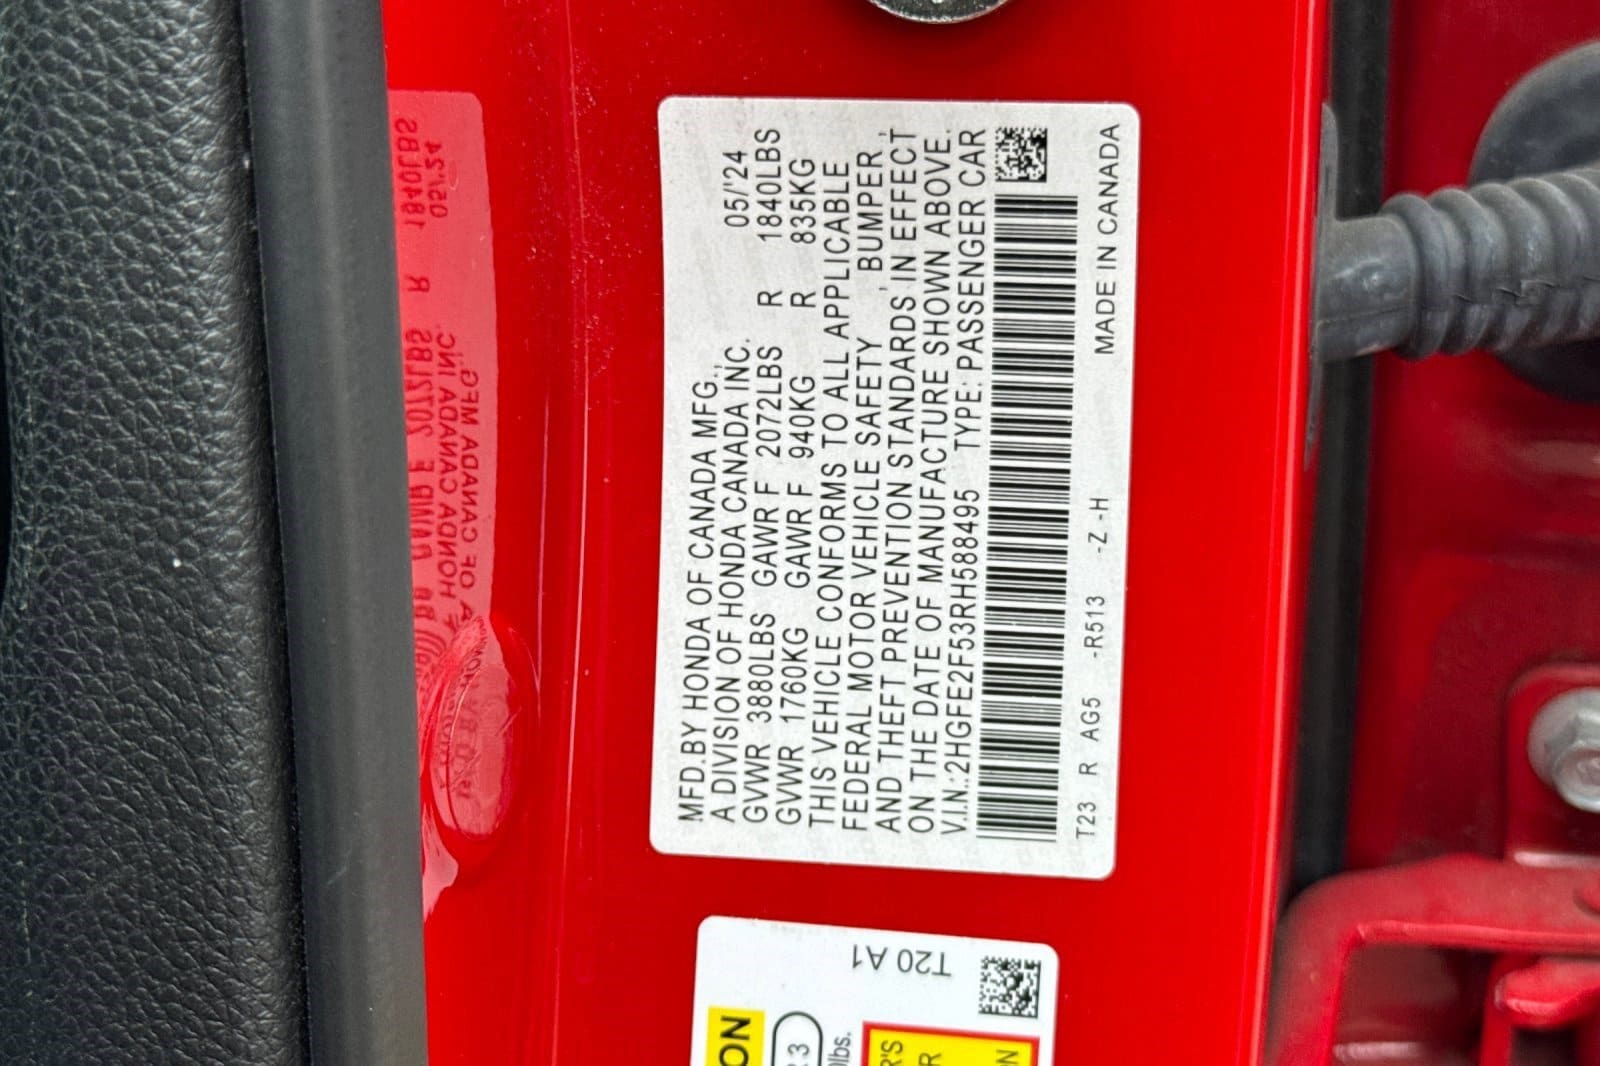 MFD.BY HONDA OF CANADA MFG.,
A DIVISION OF HONDA CANADA INC. 05/'24
GVWR 3880LBS GAWR F 2072LBS R 1840LBS
GVWR 1760KG GAWR F 940KG R 835KG
THIS VEHICLE CONFORMS TO ALL APPLICABLE
FEDERAL MOTOR VEHICLE SAFETY , BUMPER,
AND THEFT PREVENTION STANDARDS IN EFFECT
ON THE DATE OF MANUFACTURE SHOWN ABOVE.
V.I.N.:2HGFE2F53RH588495 TYPE: PASSENGER CAR
T23 R AG5 -R513 -Z -H MADE IN CANADA
T20 A1